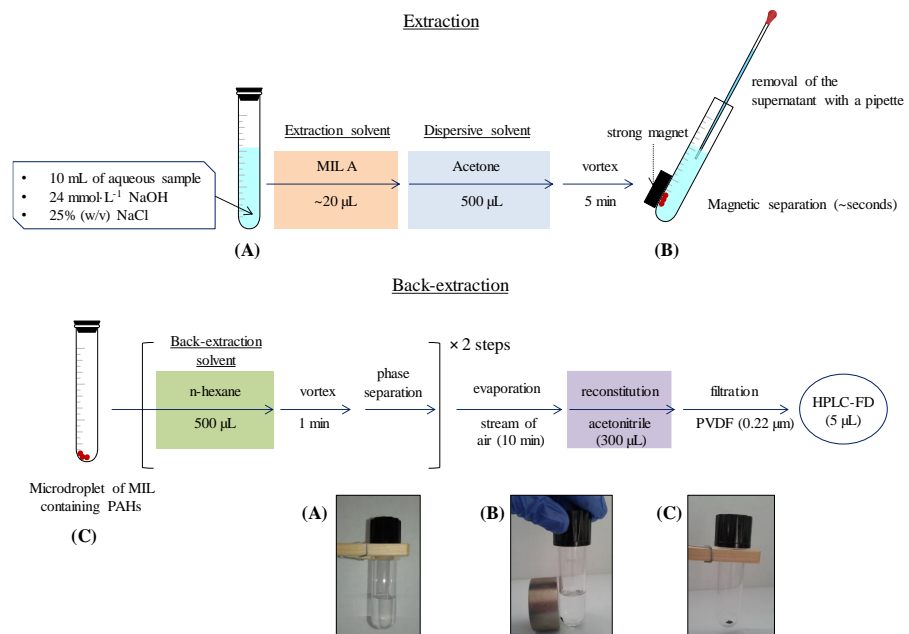 Extraction
removal of the
supernatant with a pipette
strong magnet
Extraction solvent
Dispersive solvent
MIL A
Acetone
vortex
~20 µL
500 µL
5 min
• 10 mL of aqueous sample
• 24 mmol·L⁻¹ NaOH
• 25% (w/v) NaCl
Magnetic separation (~seconds)
(A)
(B)
Back-extraction
Back-extraction
solvent
× 2 steps
n-hexane
500 µL
vortex
1 min
phase
separation
evaporation
stream of
air (10 min)
reconstitution
acetonitrile
(300 µL)
filtration
PVDF (0.22 µm)
HPLC-FD
(5 µL)
Microdroplet of MIL
containing PAHs
(C)
(A)
(B)
(C)